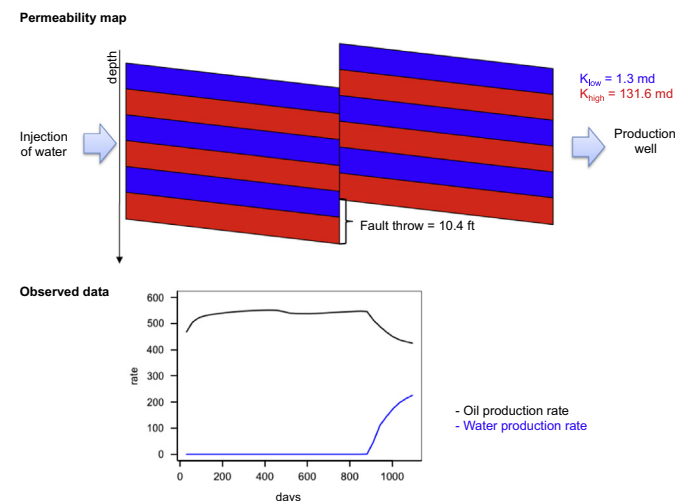 Permeability map
depth
K_low = 1.3 md
K_high = 131.6 md
Injection
of water
Production
well
Fault throw = 10.4 ft
Observed data
600
500
400
300
200
100
0
rate
0 200 400 600 800 1000
days
- Oil production rate
- Water production rate